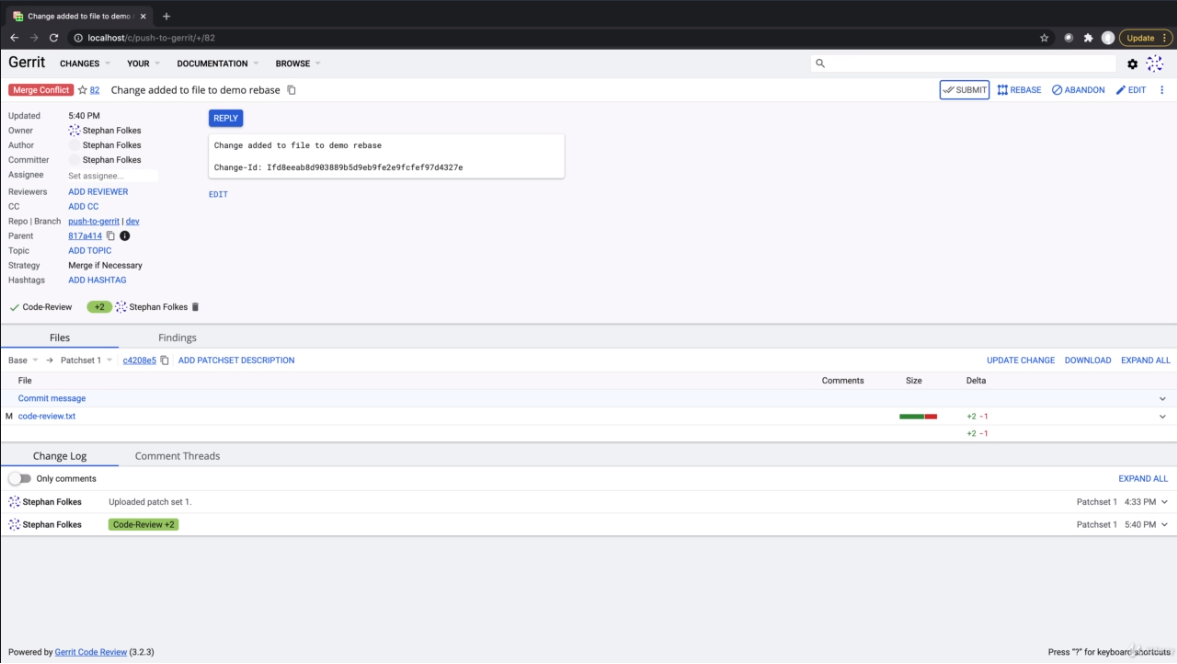 Change added to file to demo
localhost/c/push-to-gerrit/+/82
Update
Gerrit CHANGES YOUR DOCUMENTATION BROWSE
Merge Conflict 82 Change added to file to demo rebase SUBMIT REBASE ABANDON EDIT
Updated 5:40 PM
Owner Stephan Folkes
Author Stephan Folkes
Committer Stephan Folkes
Assignee Set assignee...
Reviewers ADD REVIEWER
CC ADD CC
Repo | Branch push-to-gerrit | dev
Parent 817a414
Topic ADD TOPIC
Strategy Merge if Necessary
Hashtags ADD HASHTAG
REPLY
Change added to file to demo rebase
Change-Id: Ifd8eeab8d903889b5d9eb9fe2e9fcfef97d4327e
EDIT
Code-Review +2 Stephan Folkes
Files Findings
Base → Patchset 1 c4208e5 ADD PATCHSET DESCRIPTION UPDATE CHANGE DOWNLOAD EXPAND ALL
File Comments Size Delta
Commit message
M code-review.txt +2 -1
+2 -1
Change Log Comment Threads
Only comments EXPAND ALL
Stephan Folkes Uploaded patch set 1. Patchset 1 4:33 PM
Stephan Folkes Code-Review +2 Patchset 1 5:40 PM
Powered by Gerrit Code Review (3.2.3) Press "?" for keyboard shortcuts